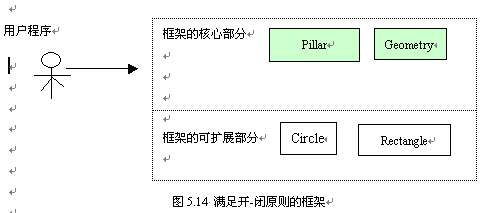 用户程序
框架的核心部分 Pillar Geometry
框架的可扩展部分 Circle Rectangle
图 5.14 满足开-闭原则的框架